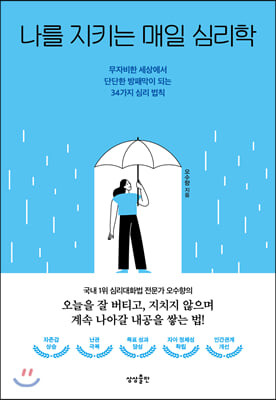 나를 지키는 매일 심리학
무자비한 세상에서
단단한 방패막이 되는
34가지 심리 법칙
오수향 지음
국내 1위 심리대화법 전문가 오수향의
오늘을 잘 버티고, 지치지 않으며
계속 나아갈 내공을 쌓는 법!
자존감
상승
난관
극복
목표 성과
달성
자아 정체성
확립
인간관계
개선
상상출판